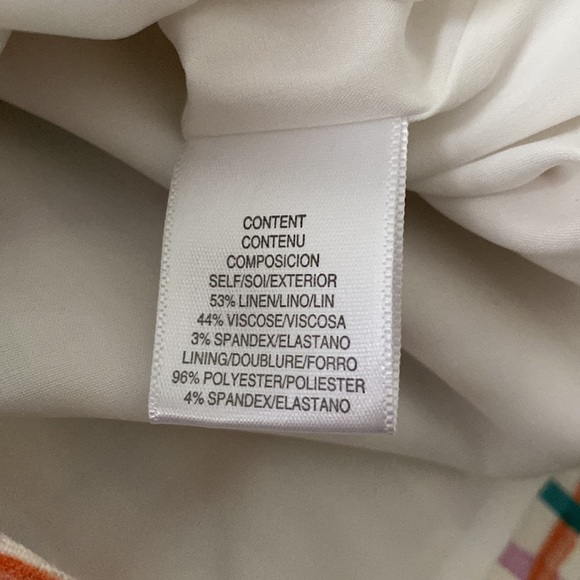 CONTENT
CONTENU
COMPOSICION
SELF/SOI/EXTERIOR
53% LINEN/LINO/LIN
44% VISCOSE/VISCOSA
3% SPANDEX/ELASTANO
LINING/DOUBLURE/FORRO
96% POLYESTER/POLIESTER
4% SPANDEX/ELASTANO